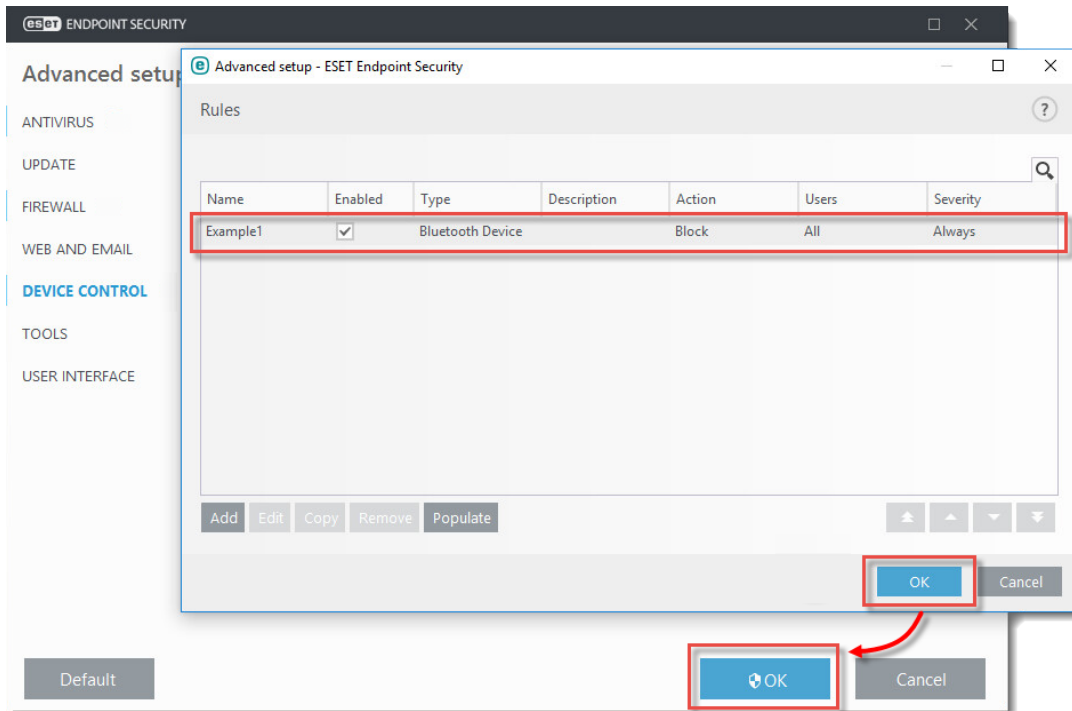 eset ENDPOINT SECURITY
Advanced setup
Advanced setup - ESET Endpoint Security
Rules
?
ANTIVIRUS
UPDATE
FIREWALL
WEB AND EMAIL
DEVICE CONTROL
TOOLS
USER INTERFACE
Name Enabled Type Description Action Users Severity
Example1 Bluetooth Device Block All Always
Add Edit Copy Remove Populate
OK Cancel
Default OK Cancel